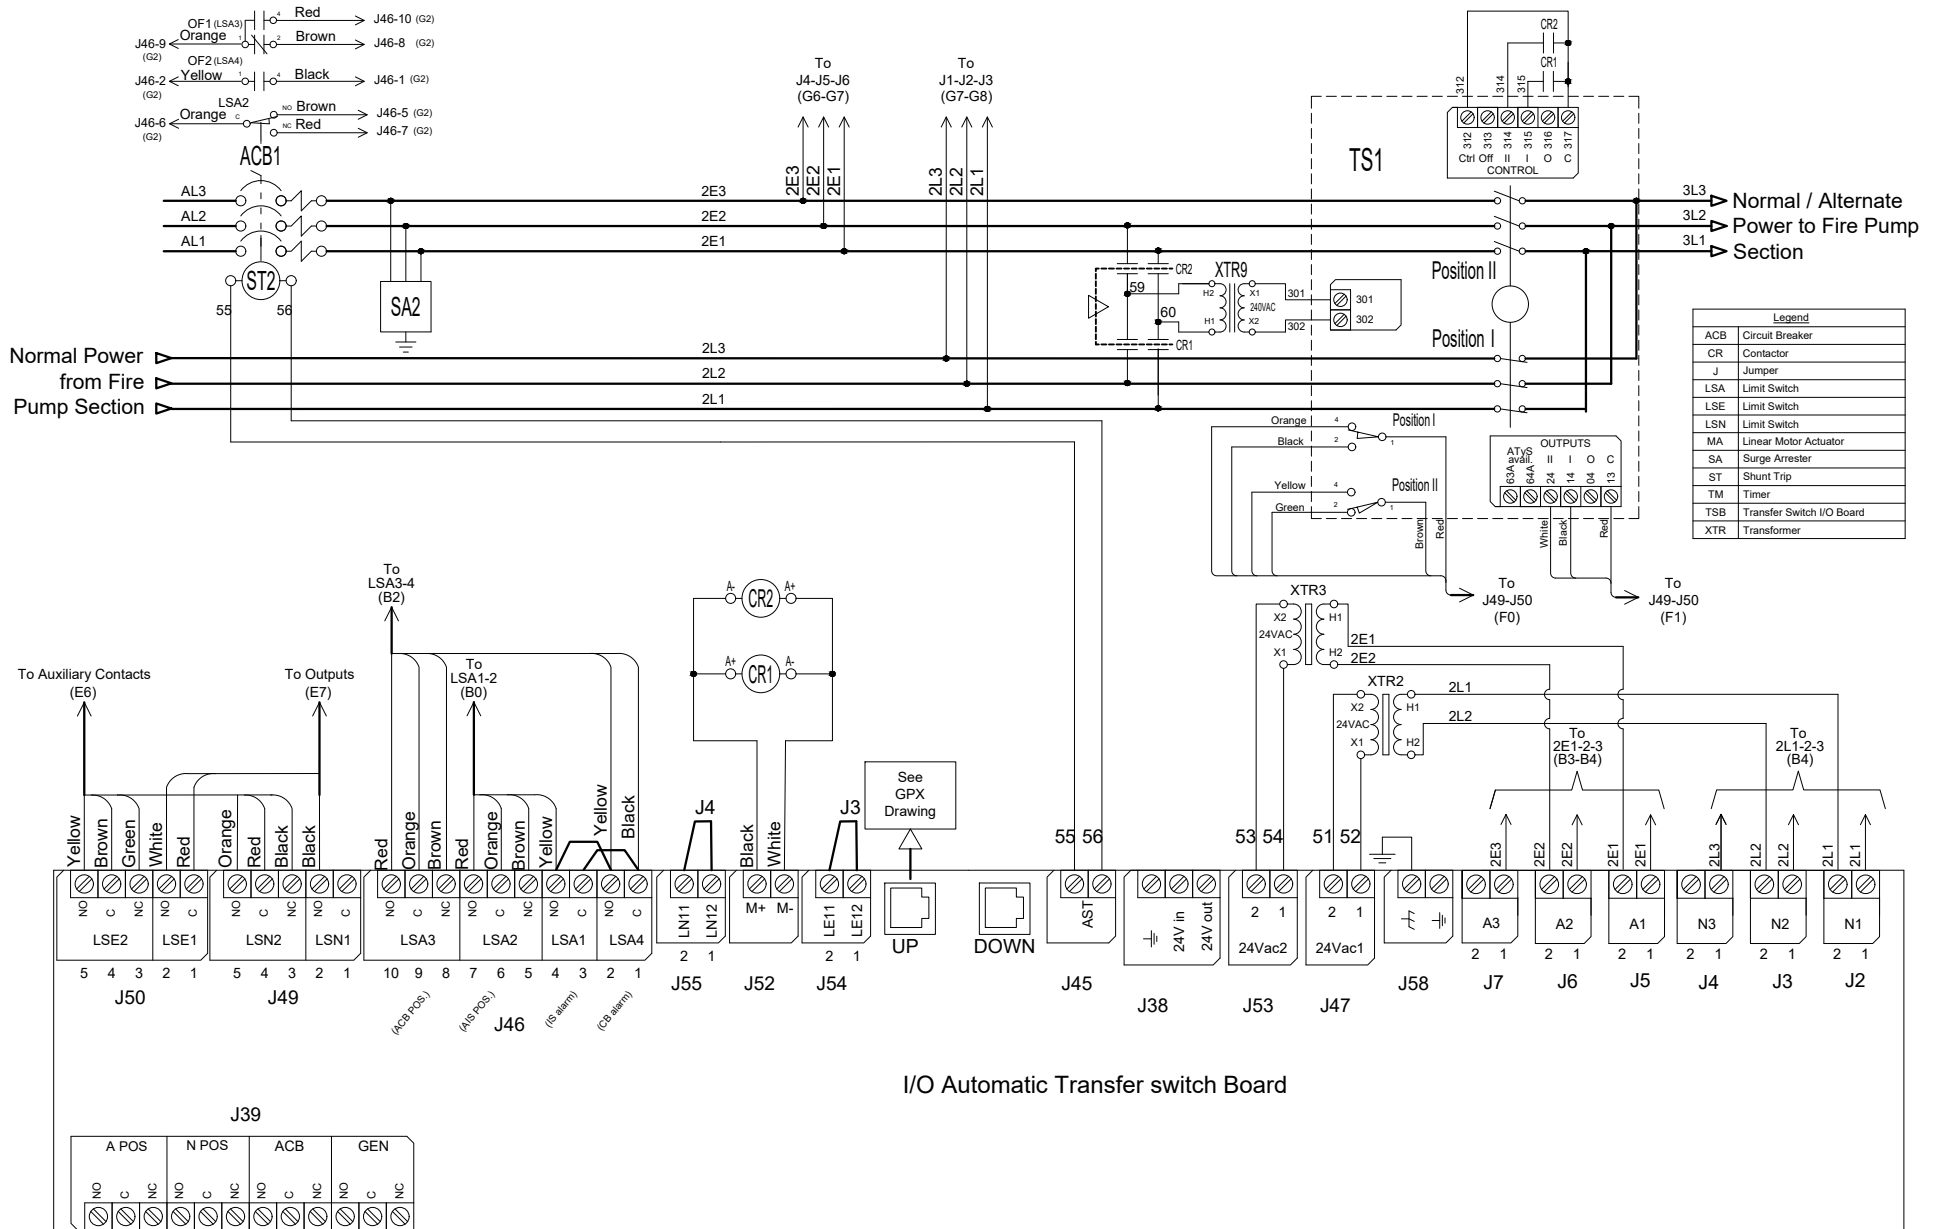 OF1 (LSA3)
4 Red J46-10 (G2)
J46-9 Orange 1 2 Brown J46-8 (G2)
(G2)
OF2 (LSA4)
J46-2 Yellow 1 4 Black J46-1 (G2)
(G2)
LSA2
NO Brown J46-5 (G2)
J46-6 Orange C
(G2)
NC Red J46-7 (G2)
ACB1
AL3
AL2
AL1
ST2
55 56
SA2
2E3
2E2
2E1
To
J4-J5-J6
(G6-G7)
2E3 2E2 2E1
To
J1-J2-J3
(G7-G8)
2L3 2L2 2L1
CR2
CR1
312 314 315
312 313 314 315 316 317
Ctrl Off II I O C
CONTROL
TS1
3L3
3L2
3L1
Normal / Alternate
Power to Fire Pump
Section
Position II
Position I
CR2
59
60
CR1
XTR9
H2 X1
240VAC
H1 X2
301
302
301
302
Normal Power
from Fire
Pump Section
2L3
2L2
2L1
Legend
ACB Circuit Breaker
CR Contactor
J Jumper
LSA Limit Switch
LSE Limit Switch
LSN Limit Switch
MA Linear Motor Actuator
SA Surge Arrester
ST Shunt Trip
TM Timer
TSB Transfer Switch I/O Board
XTR Transformer
Orange 4 Position I
Black 2 1
Yellow 4 Position II
Green 2 1
Brown Red
OUTPUTS
ATyS
avail. II I O C
63A 64A 24 14 04 13
White Black Red
To
J49-J50
(F0)
To
J49-J50
(F1)
To
LSA3-4
(B2)
To
LSA1-2
(B0)
To Auxiliary Contacts
(E6)
To Outputs
(E7)
A- CR2 A+
A+ CR1 A-
XTR3
X2 H1
24VAC
X1 H2
2E1
2E2
XTR2
X2 H1
24VAC
X1 H2
2L1
2L2
To
2E1-2-3
(B3-B4)
To
2L1-2-3
(B4)
See
GPX
Drawing
J4
J3
Yellow Brown Green White Red Orange Red Black Black Red Orange Brown Red Orange Brown Yellow Yellow Black Black White
55 56 53 54 51 52
2E3 2E2 2E2 2E1 2E1 2L3 2L2 2L2 2L1 2L1
NO C NC NO C
LSE2 LSE1
5 4 3 2 1
J50
NO C NC NO C
LSN2 LSN1
5 4 3 2 1
J49
NO C NC NO C NC NO C NO C
LSA3 LSA2 LSA1 LSA4
10 9 8 7 6 5 4 3 2 1
(ACB POS.) (AIS POS.) (IS alarm) (CB alarm)
J46
LN11 LN12
2 1
J55
M+ M-
J52
LE11 LE12
2 1
J54
UP
DOWN
AST
J45
24V in 24V out
J38
2 1
24Vac2
J53
2 1
24Vac1
J47
J58
A3
2 1
J7
A2
2 1
J6
A1
2 1
J5
N3
2 1
J4
N2
2 1
J3
N1
2 1
J2
I/O Automatic Transfer switch Board
J39
A POS N POS ACB GEN
NO C NC NO C NC NO C NC NO C NC